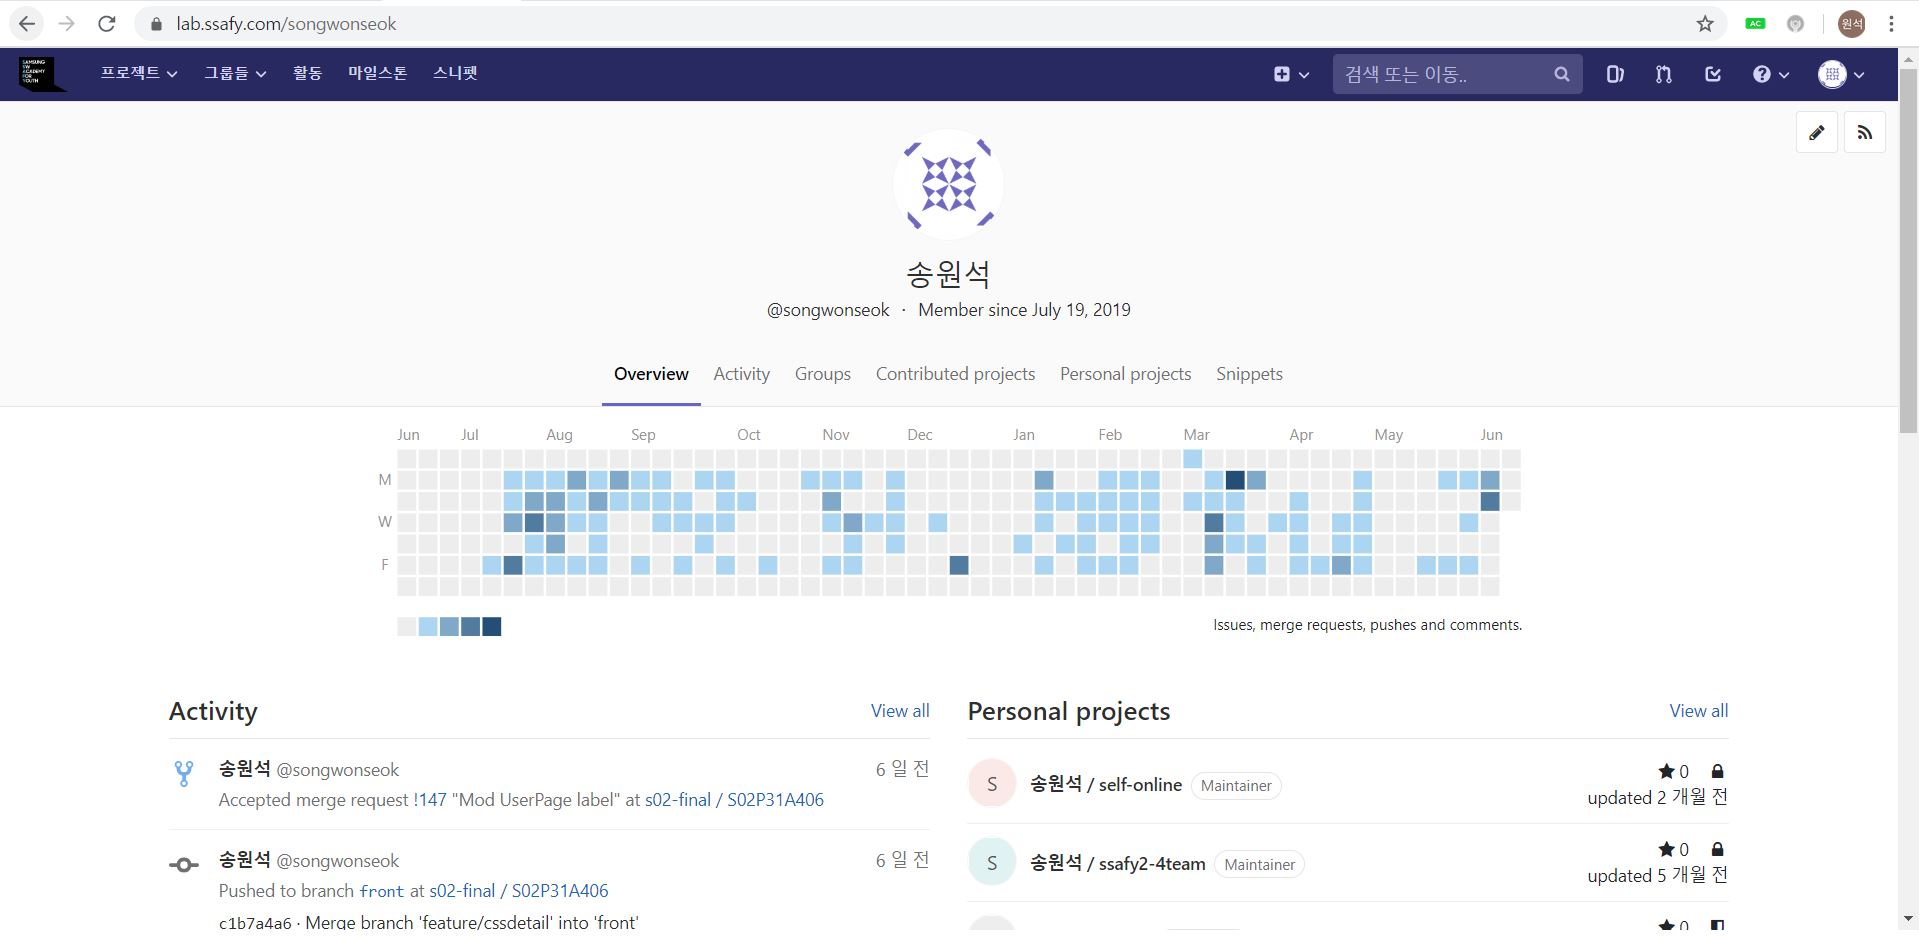 lab.ssafy.com/songwonseok
AC
원석
SAMSUNG
SW
ACADEMY
FOR
YOUTH
프로젝트 그룹들 활동 마일스톤 스니펫
검색 또는 이동..
송원석
@songwonseok · Member since July 19, 2019
Overview Activity Groups Contributed projects Personal projects Snippets
Jun Jul Aug Sep Oct Nov Dec Jan Feb Mar Apr May Jun
M
W
F
Issues, merge requests, pushes and comments.
Activity View all
송원석 @songwonseok 6 일 전
Accepted merge request !147 "Mod UserPage label" at s02-final / S02P31A406
송원석 @songwonseok 6 일 전
Pushed to branch front at s02-final / S02P31A406
c1b7a4a6 · Merge branch 'feature/cssdetail' into 'front'
Personal projects View all
S 송원석 / self-online Maintainer 0
updated 2 개월 전
S 송원석 / ssafy2-4team Maintainer 0
updated 5 개월 전
0